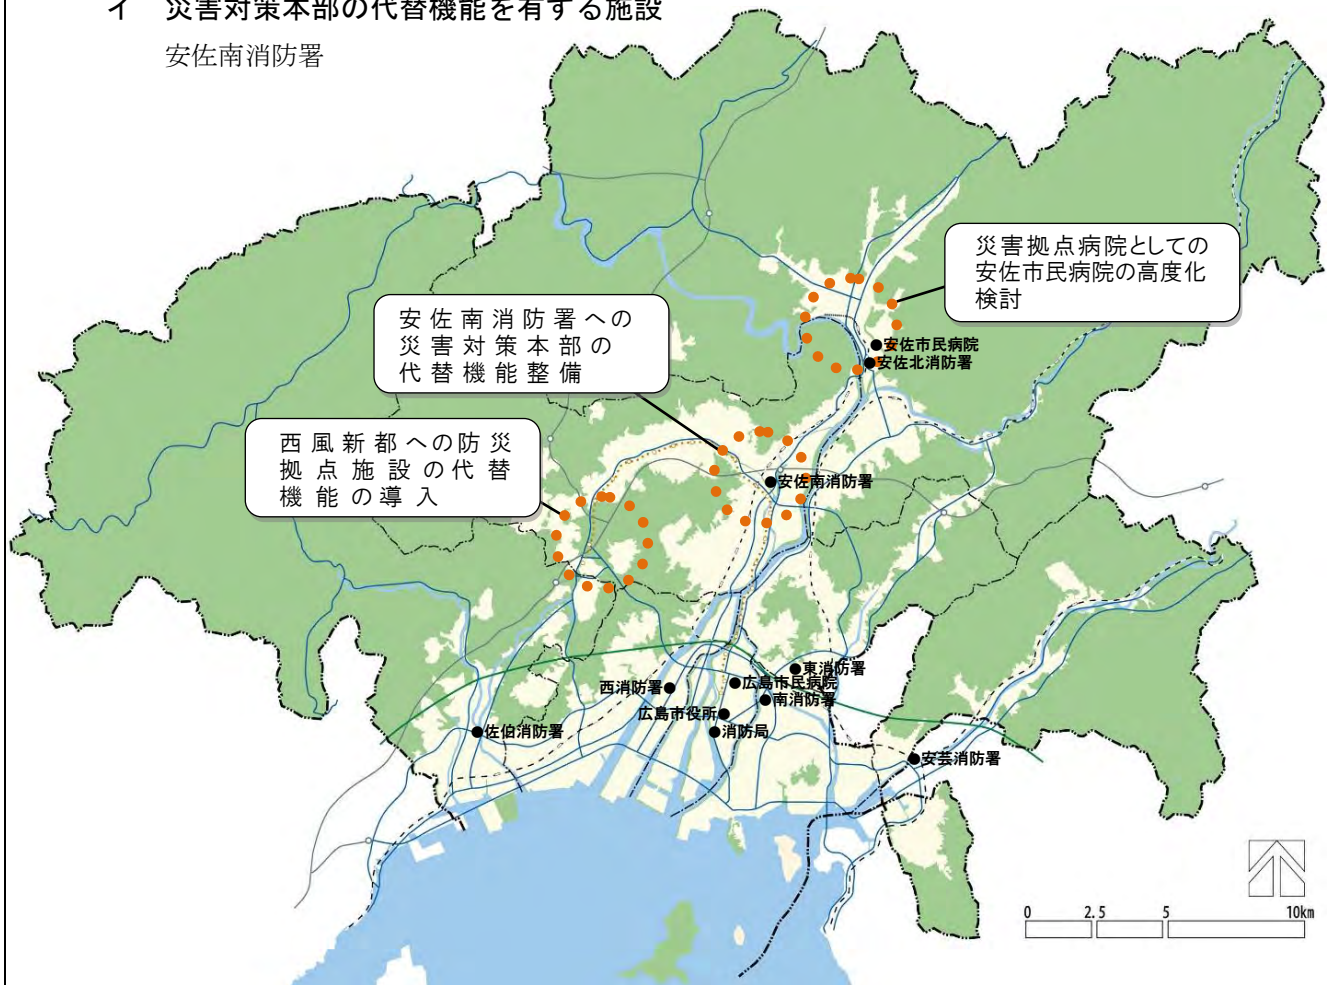 イ 災害対策本部の代替機能を有する施設
安佐南消防署
災害拠点病院としての
安佐市民病院の高度化
検討
安佐南消防署への
災害対策本部の
代替機能整備
西風新都への防災
拠点施設の代替
機能の導入
安佐市民病院
安佐北消防署
安佐南消防署
東消防署
広島市民病院
西消防署
南消防署
広島市役所
消防局
佐伯消防署
安芸消防署
0 2.5 5 10km